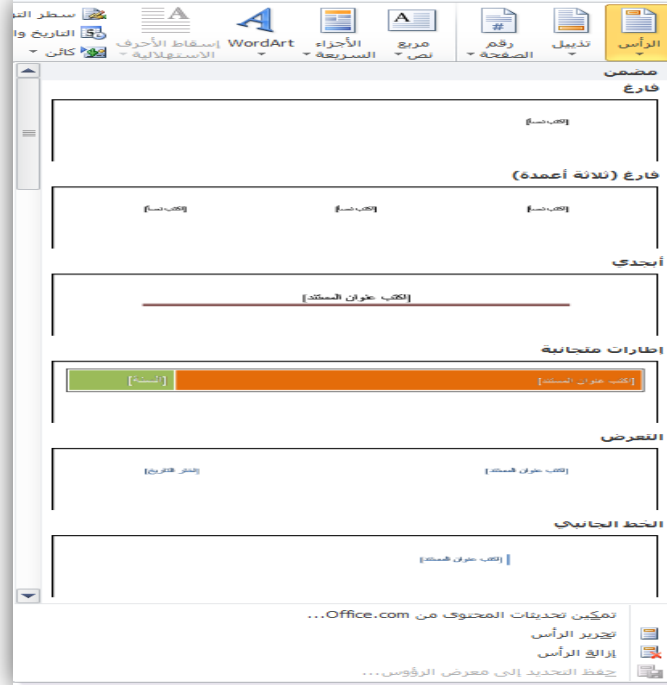 الرأس
تذييل
رقم الصفحة
مربع نص
الأجزاء السريعة
WordArt
إسقاط الأحرف الاستهلالية
سطر
التاريخ
كائن
مضمن
فارغ
[اكتب نصاً]
فارغ (ثلاثة أعمدة)
[اكتب نصاً] [اكتب نصاً] [اكتب نصاً]
أبجدي
[اكتب عنوان المستند]
إطارات متجانبة
[اكتب عنوان المستند] [السنة]
التعرض
[اكتب عنوان المستند] [اختر التاريخ]
الخط الجانبي
[اكتب عنوان المستند]
تمكين تحديثات المحتوى من Office.com...
تحرير الرأس
إزالة الرأس
حفظ التحديد إلى معرض الرؤوس...